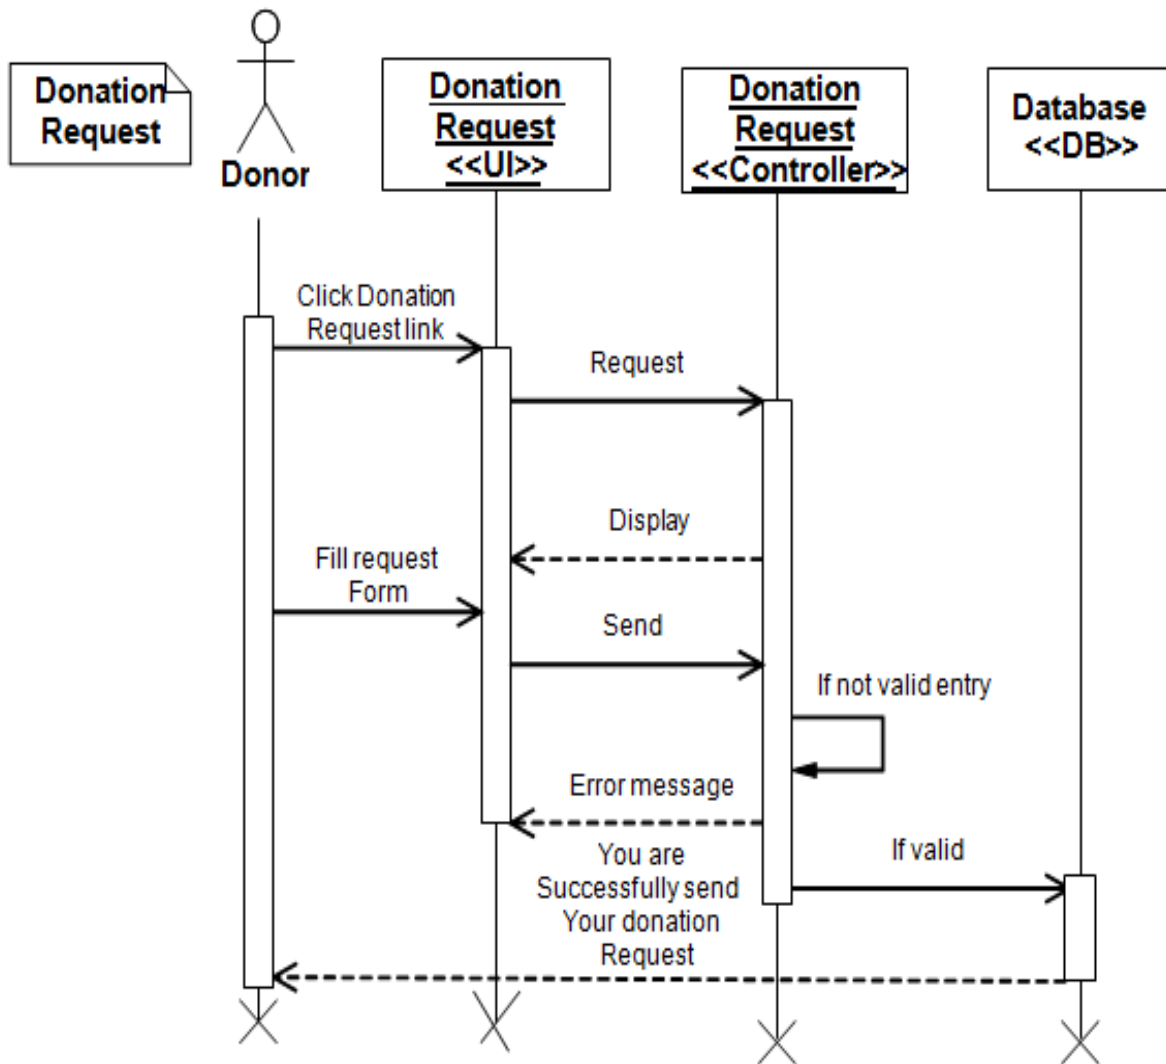 Donation
Request
Donor
Donation
Request
<<UI>>
Donation
Request
<<Controller>>
Database
<<DB>>
Click Donation
Request link
Request
Display
Fill request
Form
Send
If not valid entry
Error message
If valid
You are
Successfully send
Your donation
Request